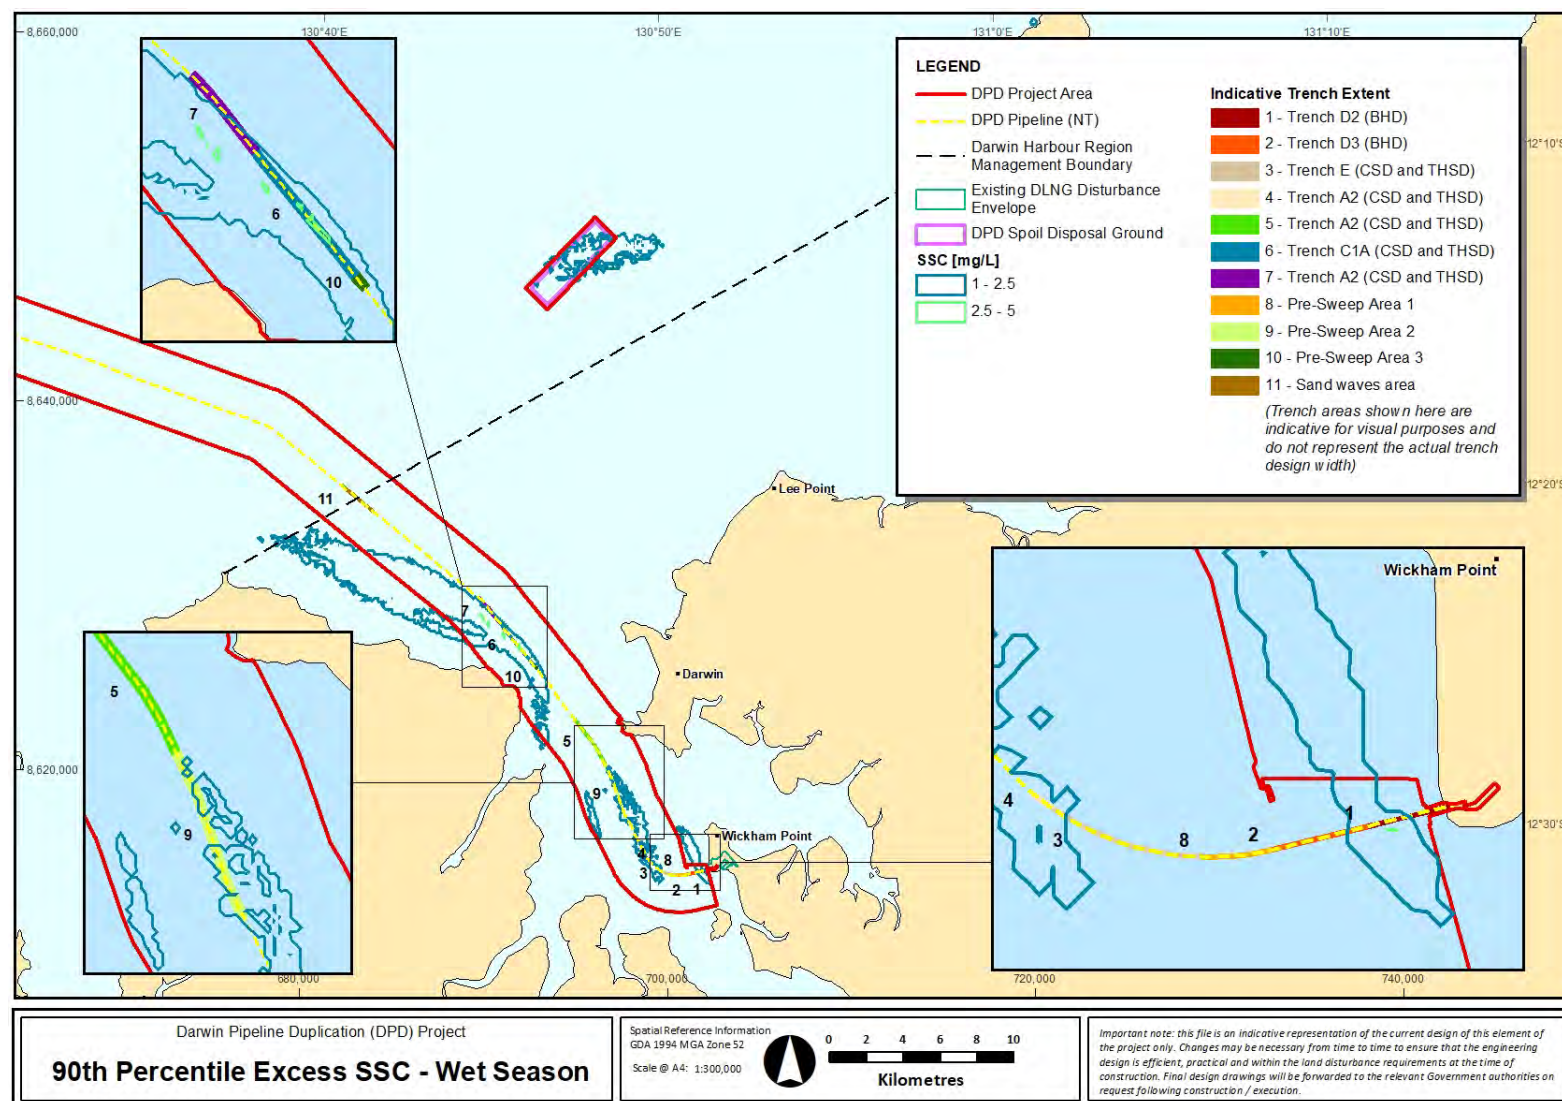 8,660,000
130°40'E
130°50'E
131°0'E
131°10'E
7
6
10
LEGEND
DPD Project Area
DPD Pipeline (NT)
Darwin Harbour Region
Management Boundary
Existing DLNG Disturbance
Envelope
DPD Spoil Disposal Ground
SSC [mg/L]
1 - 2.5
2.5 - 5
Indicative Trench Extent
1 - Trench D2 (BHD)
2 - Trench D3 (BHD)
3 - Trench E (CSD and THSD)
4 - Trench A2 (CSD and THSD)
5 - Trench A2 (CSD and THSD)
6 - Trench C1A (CSD and THSD)
7 - Trench A2 (CSD and THSD)
8 - Pre-Sweep Area 1
9 - Pre-Sweep Area 2
10 - Pre-Sweep Area 3
11 - Sand waves area
(Trench areas shown here are
indicative for visual purposes and
do not represent the actual trench
design width)
12°10'S
8,640,000
12°20'S
11
Lee Point
7
6
10
Darwin
5
9
8,620,000
Wickham Point
4
8
3
2
1
5
9
Wickham Point
4
3
8
2
1
12°30'S
680,000
700,000
720,000
740,000
Darwin Pipeline Duplication (DPD) Project
90th Percentile Excess SSC - Wet Season
Spatial Reference Information
GDA 1994 MGA Zone 52
Scale @ A4: 1:300,000
0 2 4 6 8 10
Kilometres
Important note: this file is an indicative representation of the current design of this element of
the project only. Changes may be necessary from time to time to ensure that the engineering
design is efficient, practical and within the land disturbance requirements at the time of
construction. Final design drawings will be forwarded to the relevant Government authorities on
request following construction / execution.